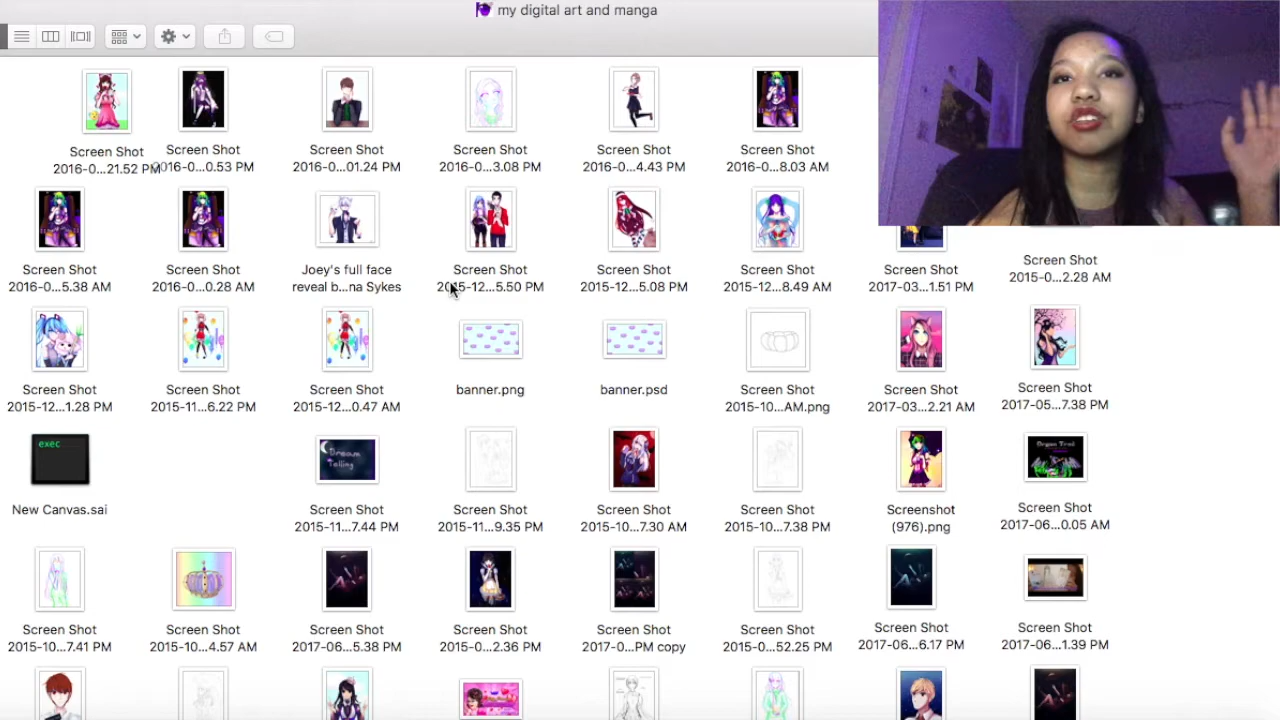 my digital art and manga
Screen Shot
2016-0...21.52 PM
2016-0...0.53 PM
Screen Shot
Screen Shot
2016-0...01.24 PM
Screen Shot
2016-0...3.08 PM
Screen Shot
2016-0...4.43 PM
Screen Shot
2016-0...8.03 AM
Screen Shot
2016-0...5.38 AM
Screen Shot
2016-0...0.28 AM
Joey's full face
reveal b...ma Sykes
Screen Shot
2015-12...5.50 PM
Screen Shot
2015-12...5.08 PM
Screen Shot
2015-12...8.49 AM
Screen Shot
2017-03...1.51 PM
Screen Shot
2015-0...2.28 AM
Screen Shot
2015-12...1.28 PM
Screen Shot
2015-11...6.22 PM
Screen Shot
2015-12...0.47 AM
banner.png
banner.psd
Screen Shot
2015-10...AM.png
Screen Shot
2017-03...2.21 AM
Screen Shot
2017-05...7.38 PM
exec
New Canvas.sai
Dream
Telling
Screen Shot
2015-11...7.44 PM
Screen Shot
2015-11...9.35 PM
Screen Shot
2015-10...7.30 AM
Screen Shot
2015-10...7.38 PM
Screenshot
(976).png
Screen Shot
2017-06...0.05 AM
Screen Shot
2015-10...7.41 PM
Screen Shot
2015-10...4.57 AM
Screen Shot
2017-06...5.38 PM
Screen Shot
2015-0...2.36 PM
Screen Shot
2017-0...PM copy
Screen Shot
2015-0...52.25 PM
Screen Shot
2017-06...6.17 PM
Screen Shot
2017-06...1.39 PM